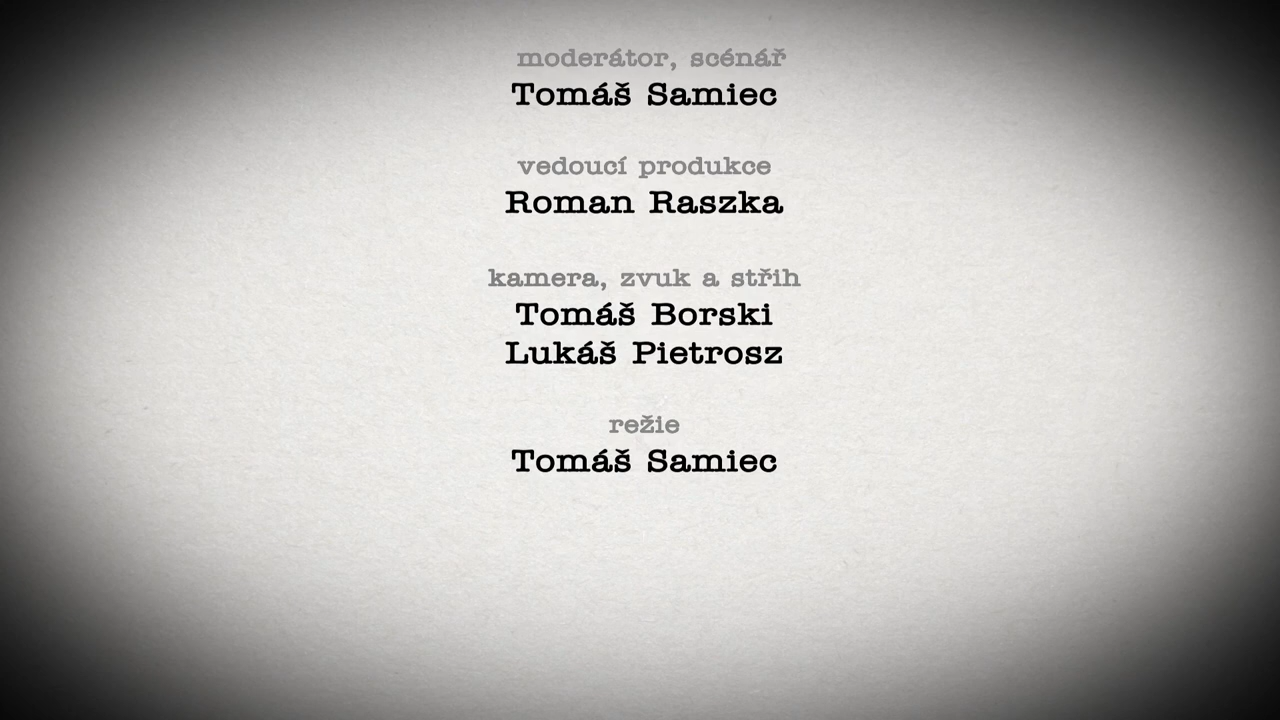 moderátor, scénář
Tomáš Samiec
vedoucí produkce
Roman Raszka
kamera, zvuk a střih
Tomáš Borski
Lukáš Pietrosz
režie
Tomáš Samiec